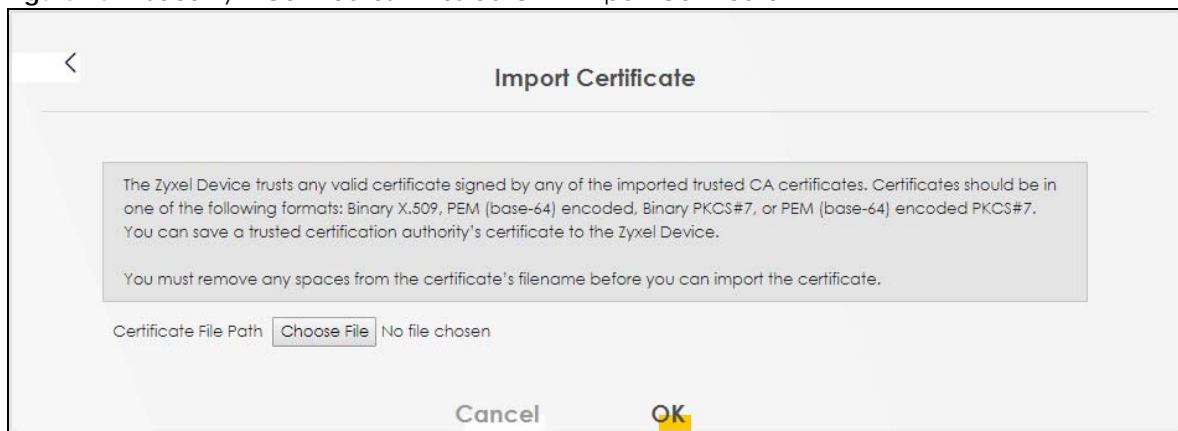 Import Certificate
The Zyxel Device trusts any valid certificate signed by any of the imported trusted CA certificates. Certificates should be in
one of the following formats: Binary X.509, PEM (base-64) encoded, Binary PKCS#7, or PEM (base-64) encoded PKCS#7.
You can save a trusted certification authority's certificate to the Zyxel Device.
You must remove any spaces from the certificate's filename before you can import the certificate.
Certificate File Path Choose File No file chosen
Cancel OK